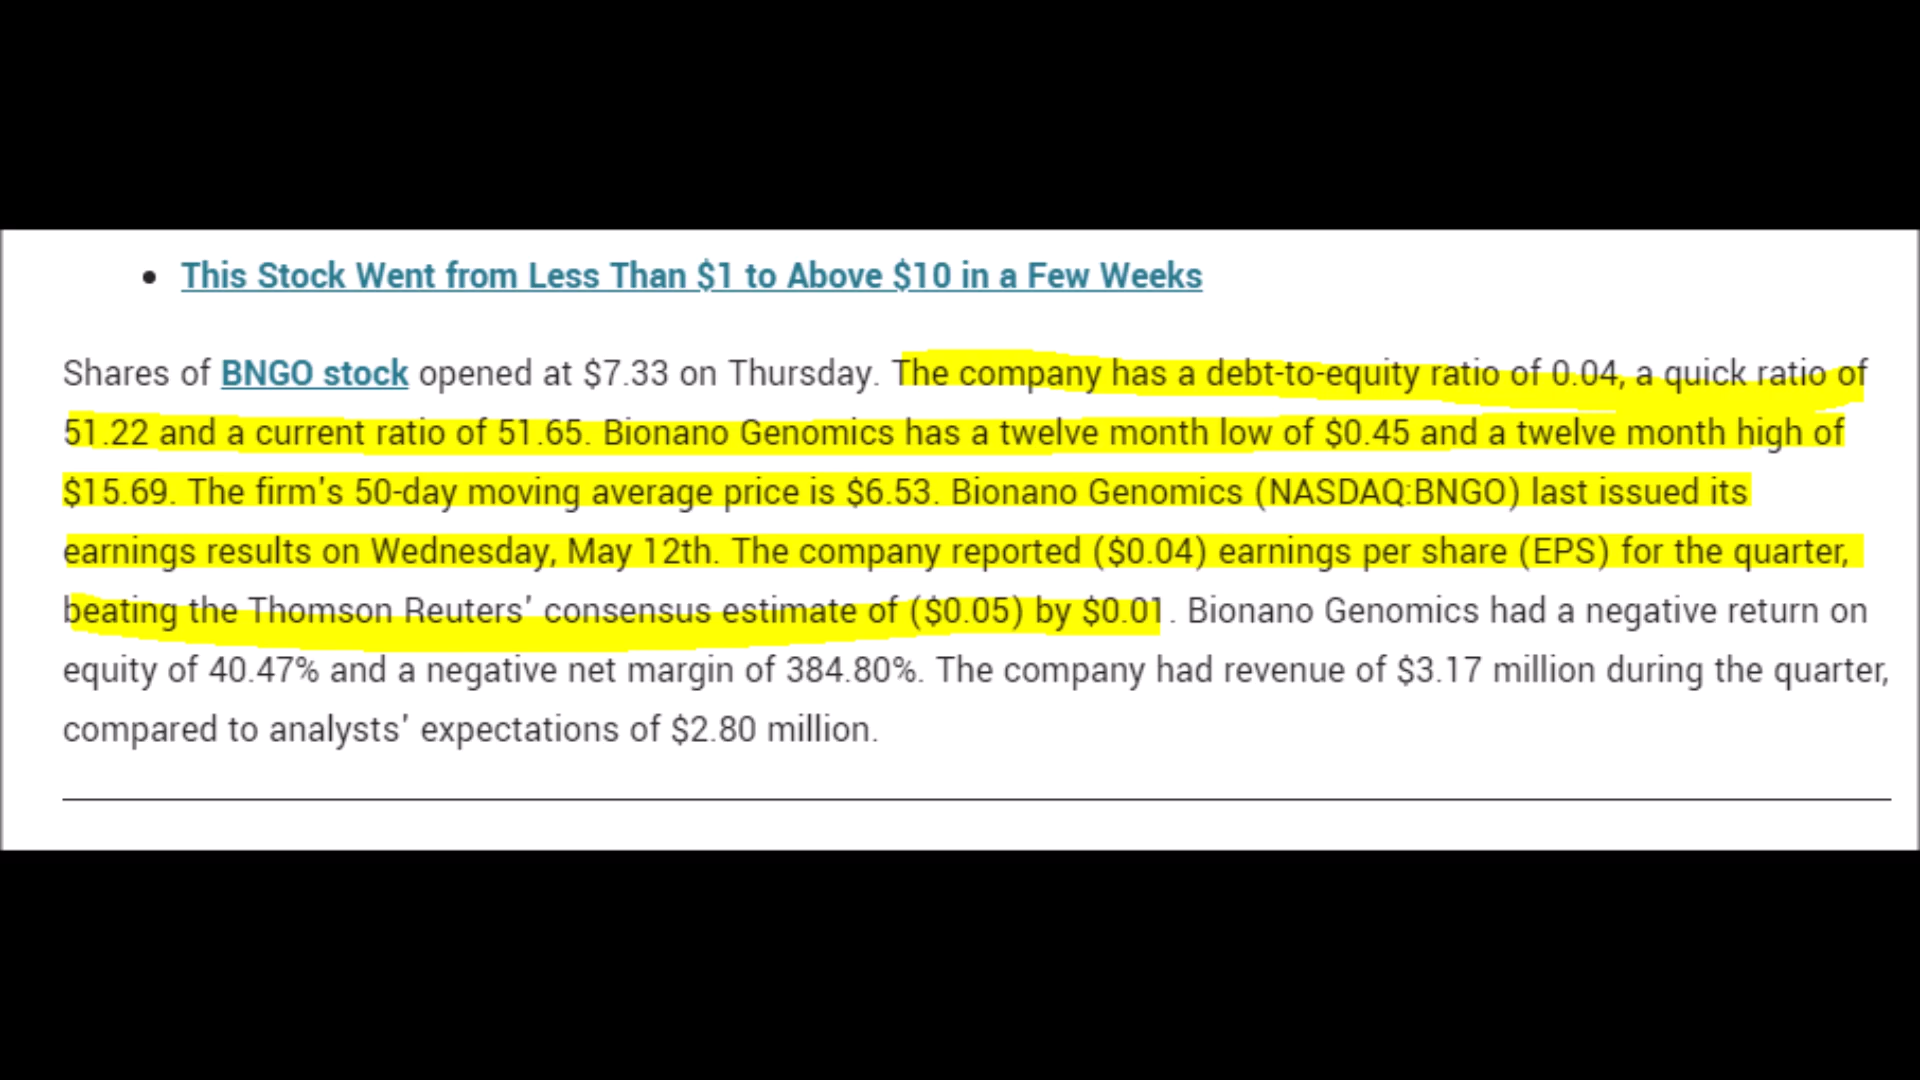 This Stock Went from Less Than $1 to Above $10 in a Few Weeks
Shares of BNGO stock opened at $7.33 on Thursday. The company has a debt-to-equity ratio of 0.04, a quick ratio of
51.22 and a current ratio of 51.65. Bionano Genomics has a twelve month low of $0.45 and a twelve month high of
$15.69. The firm's 50-day moving average price is $6.53. Bionano Genomics (NASDAQ:BNGO) last issued its
earnings results on Wednesday, May 12th. The company reported ($0.04) earnings per share (EPS) for the quarter,
beating the Thomson Reuters' consensus estimate of ($0.05) by $0.01. Bionano Genomics had a negative return on
equity of 40.47% and a negative net margin of 384.80%. The company had revenue of $3.17 million during the quarter,
compared to analysts' expectations of $2.80 million.